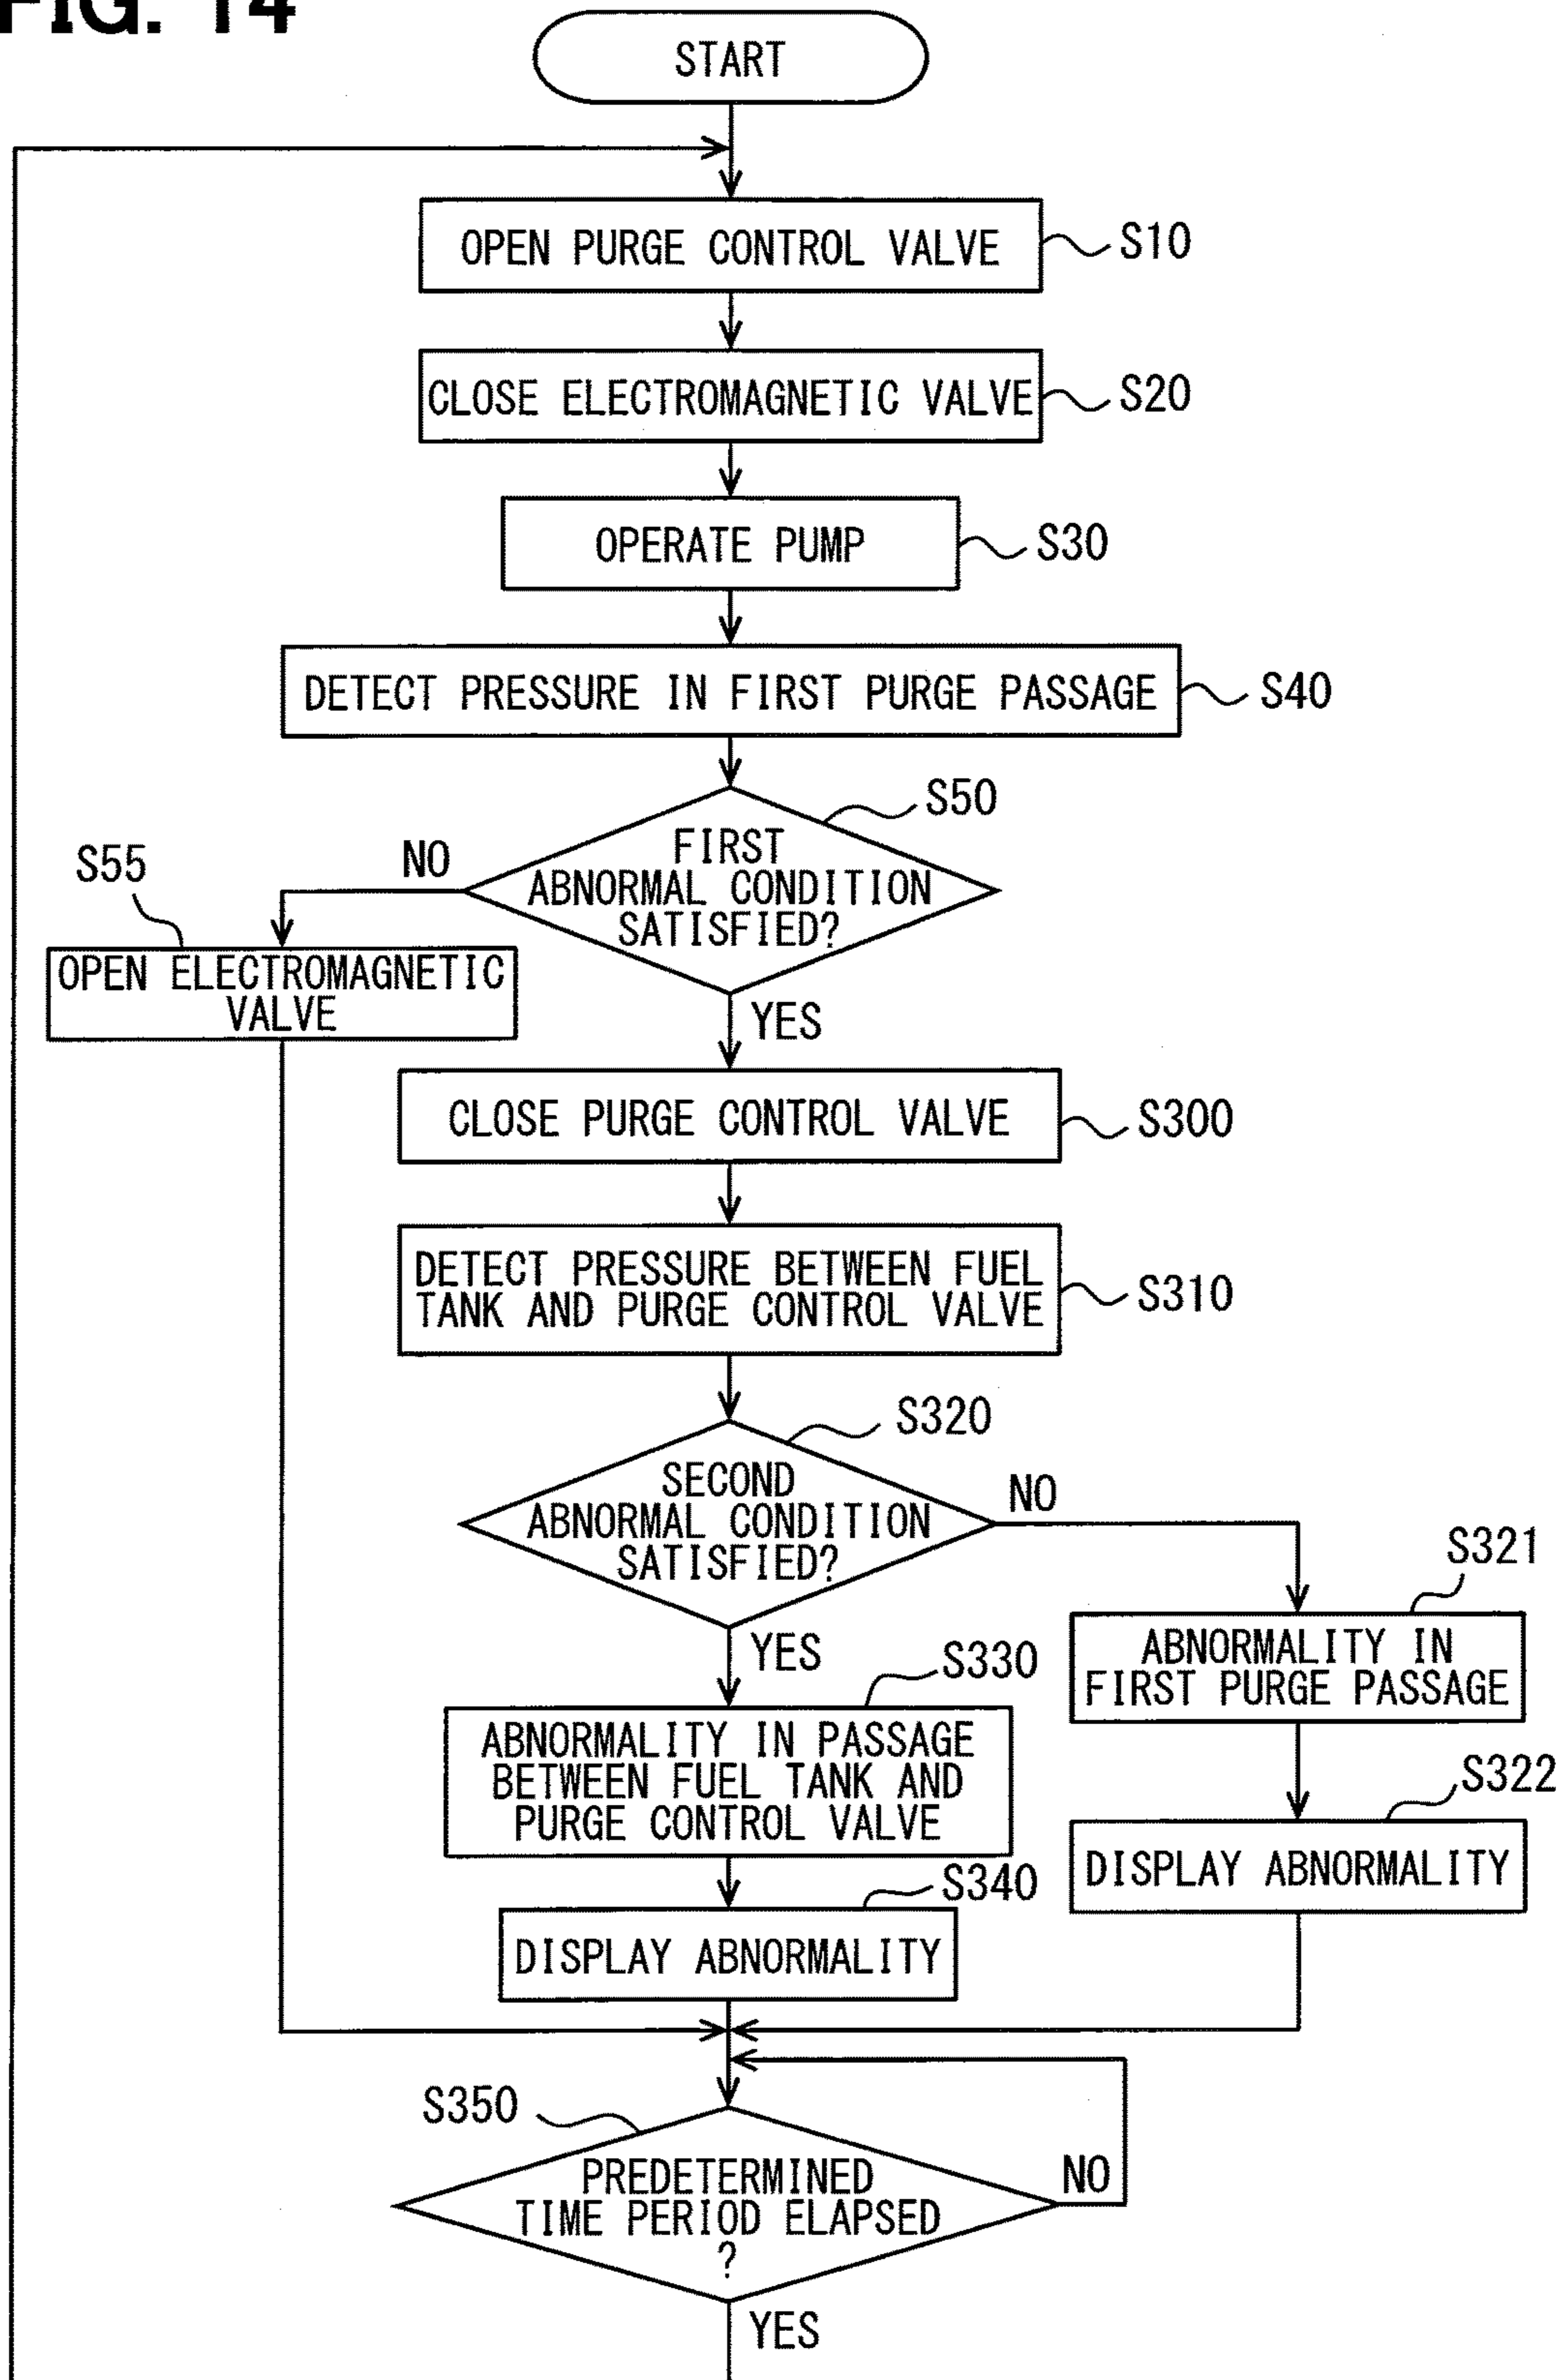 FIG. 14
START
OPEN PURGE CONTROL VALVE
S10
CLOSE ELECTROMAGNETIC VALVE
S20
OPERATE PUMP
S30
DETECT PRESSURE IN FIRST PURGE PASSAGE
S40
S50
FIRST
ABNORMAL CONDITION
SATISFIED?
NO
S55
OPEN ELECTROMAGNETIC
VALVE
YES
CLOSE PURGE CONTROL VALVE
S300
DETECT PRESSURE BETWEEN FUEL
TANK AND PURGE CONTROL VALVE
S310
S320
SECOND
ABNORMAL CONDITION
SATISFIED?
NO
S321
ABNORMALITY IN
FIRST PURGE PASSAGE
YES
S330
ABNORMALITY IN PASSAGE
BETWEEN FUEL TANK AND
PURGE CONTROL VALVE
S322
DISPLAY ABNORMALITY
S340
DISPLAY ABNORMALITY
S350
PREDETERMINED
TIME PERIOD ELAPSED
?
NO
YES